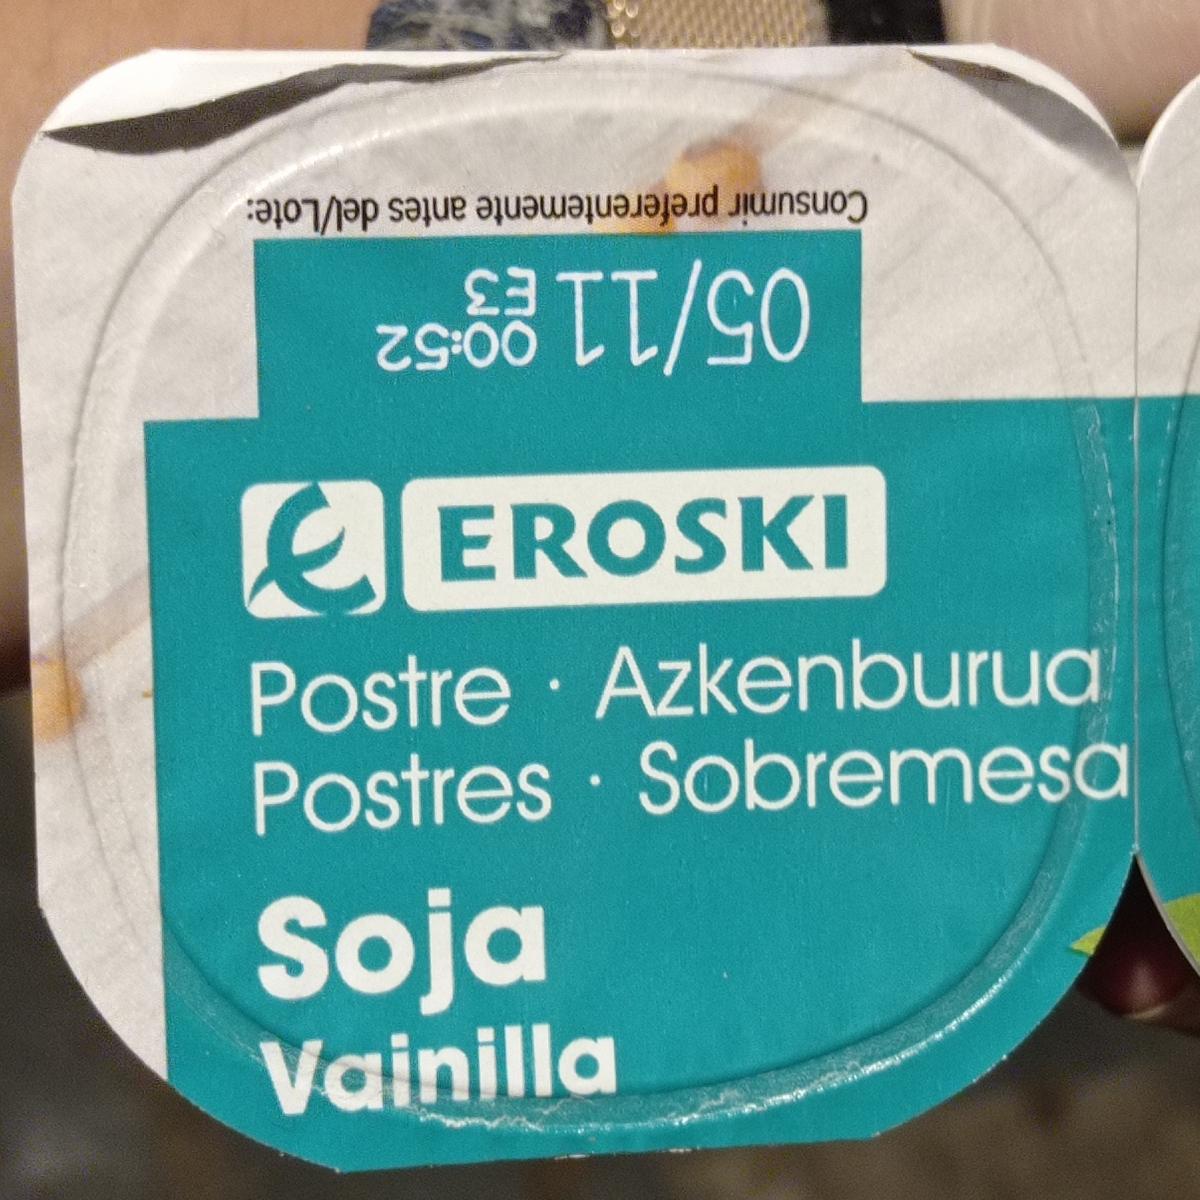 Consumir preferentemente antes del/Lote:
05/11 00:52
E3
EROSKI
Postre · Azkenburua
Postres · Sobremesa
Soja
Vainilla